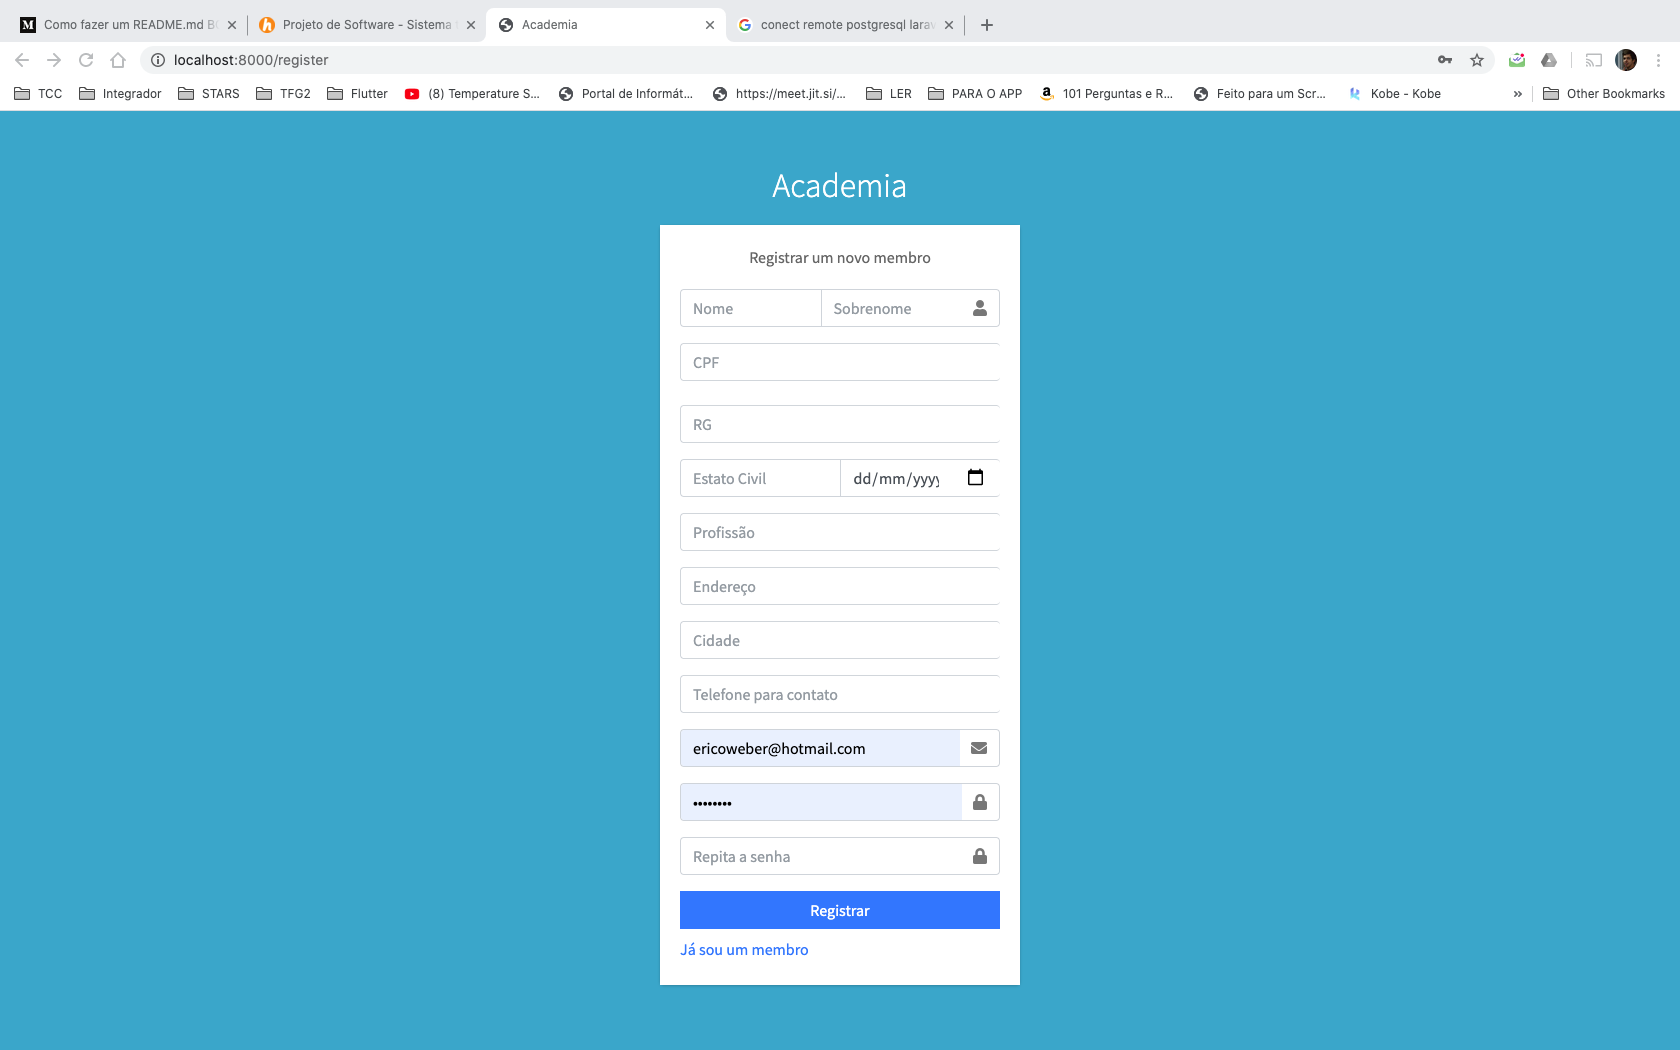 Como fazer um README.md BO
Projeto de Software - Sistema
Academia
conect remote postgresql larav
localhost:8000/register
TCC
Integrador
STARS
TFG2
Flutter
(8) Temperature S...
Portal de Informát...
https://meet.jit.si/...
LER
PARA O APP
101 Perguntas e R...
Feito para um Scr...
Kobe - Kobe
»
Other Bookmarks
Academia
Registrar um novo membro
Nome
Sobrenome
CPF
RG
Estato Civil
dd/mm/yyyy
Profissão
Endereço
Cidade
Telefone para contato
ericoweber@hotmail.com
••••••••
Repita a senha
Registrar
Já sou um membro